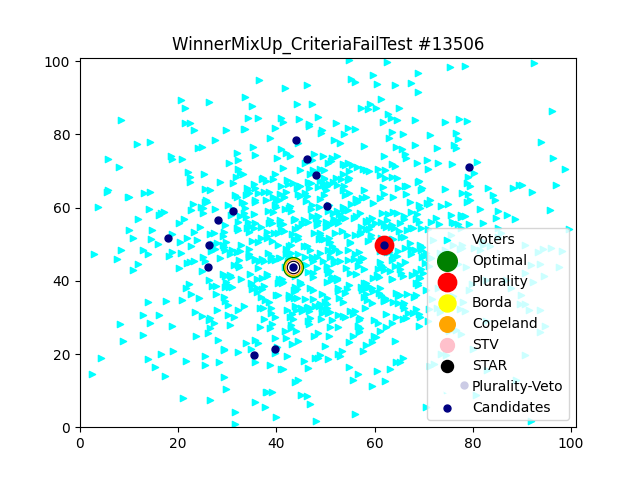 WinnerMixUp_CriteriaFailTest #13506
100
80
60
40
20
0
0 20 40 60 80 100
Voters
Optimal
Plurality
Borda
Copeland
STV
STAR
Plurality-Veto
Candidates